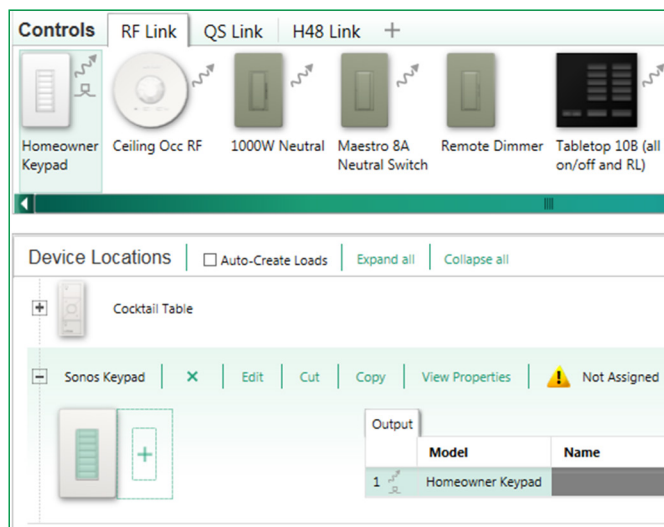 Controls RF Link QS Link H48 Link +
Homeowner Keypad
Ceiling Occ RF
1000W Neutral
Maestro 8A Neutral Switch
Remote Dimmer
Tabletop 10B (all on/off and RL)
Device Locations Auto-Create Loads Expand all Collapse all
Cocktail Table
Sonos Keypad Edit Cut Copy View Properties Not Assigned
Output
Model Name
1 Homeowner Keypad